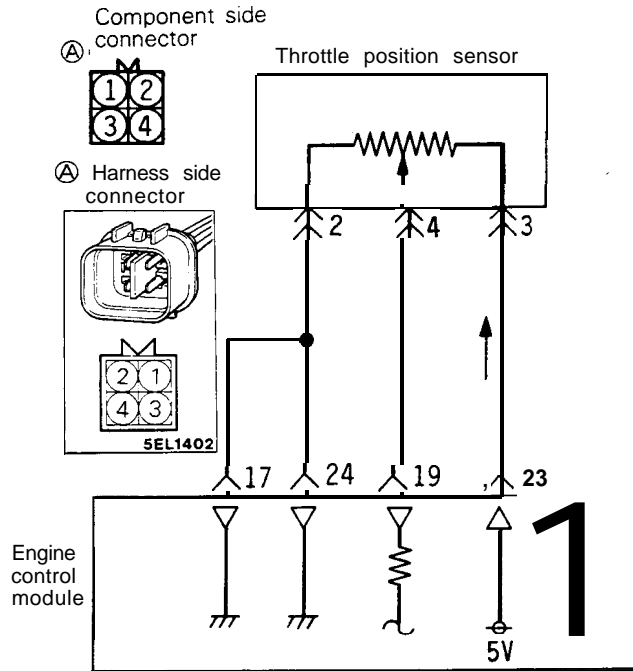 Component side
connector
Ⓐ
1 2
3 4
Ⓐ Harness side
connector
2 1
4 3
5EL1402
Throttle position sensor
2 4 3
17 24 19 23
Engine
control
module
5V
1